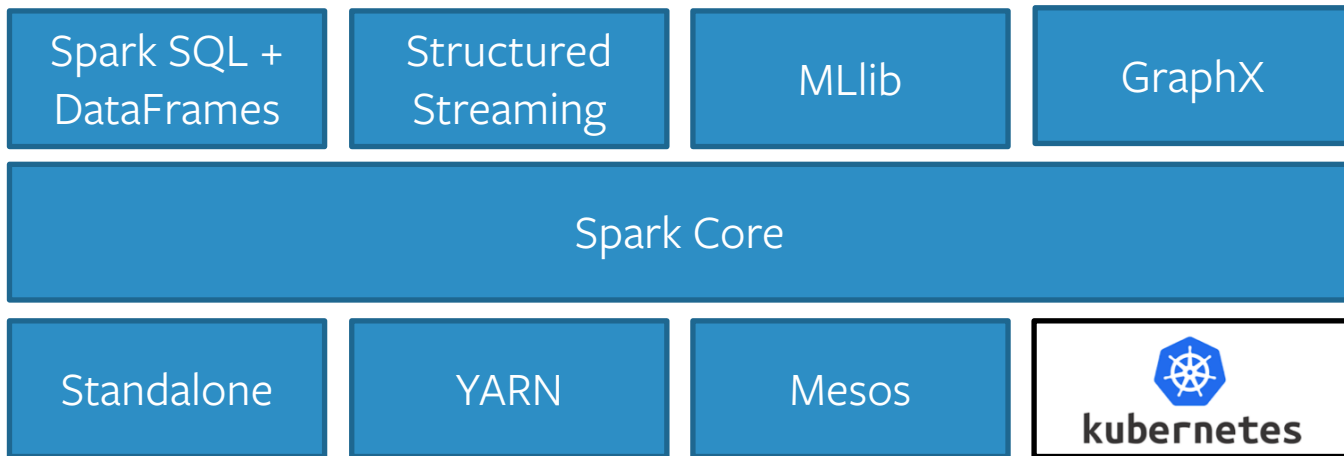 Spark SQL +
DataFrames
Structured
Streaming
MLlib
GraphX
Spark Core
Standalone
YARN
Mesos
kubernetes